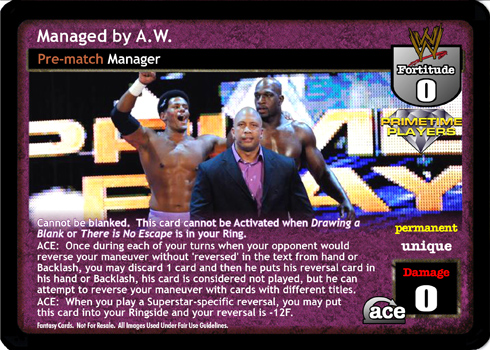 Managed by A.W.
Pre-match Manager
W
Fortitude
0
PRIMETIME
PLAYERS
PRIME
PLAY
Cannot be blanked. This card cannot be Activated when Drawing a
Blank or There is No Escape is in your Ring.
ACE: Once during each of your turns when your opponent would
reverse your maneuver without 'reversed' in the text from hand or
Backlash, you may discard 1 card and then he puts his reversal card in
his hand or Backlash, his card is considered not played, but he can
attempt to reverse your maneuver with cards with different titles.
ACE: When you play a Superstar-specific reversal, you may put
this card into your Ringside and your reversal is -12F.
Fantasy Cards. Not For Resale. All Images Used Under Fair Use Guidelines.
permanent
unique
Damage
0
ace